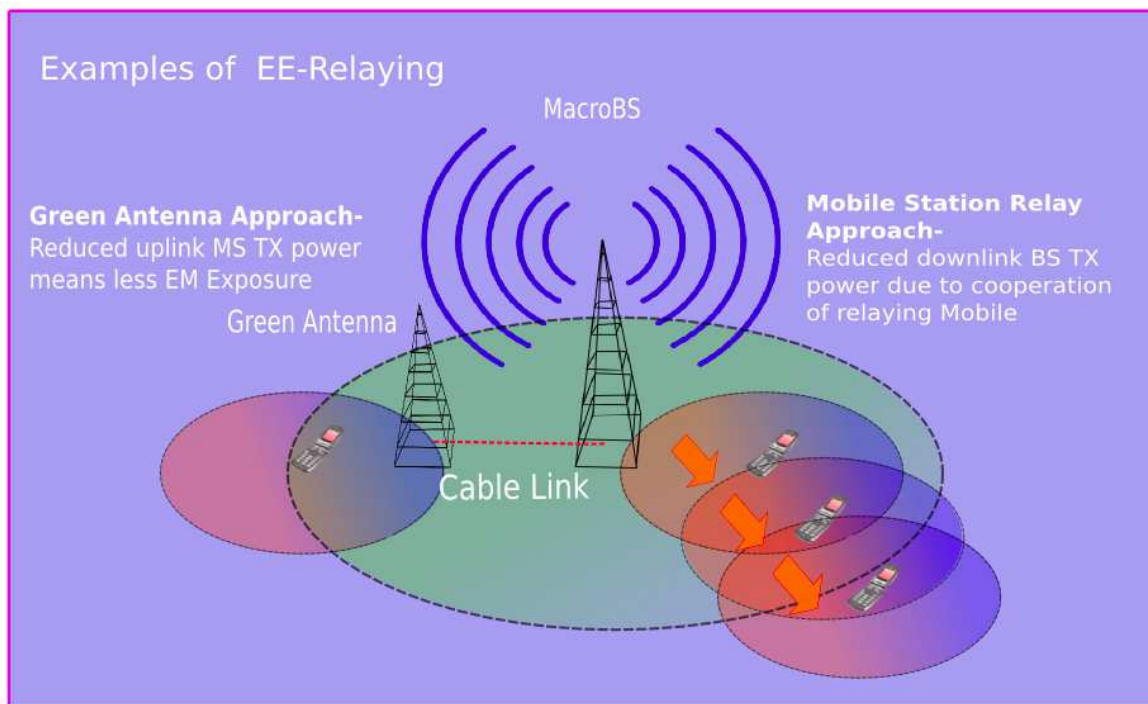 Examples of EE-Relaying
MacroBS
Green Antenna Approach-
Reduced uplink MS TX power
means less EM Exposure
Green Antenna
Mobile Station Relay
Approach-
Reduced downlink BS TX
power due to cooperation
of relaying Mobile
Cable Link